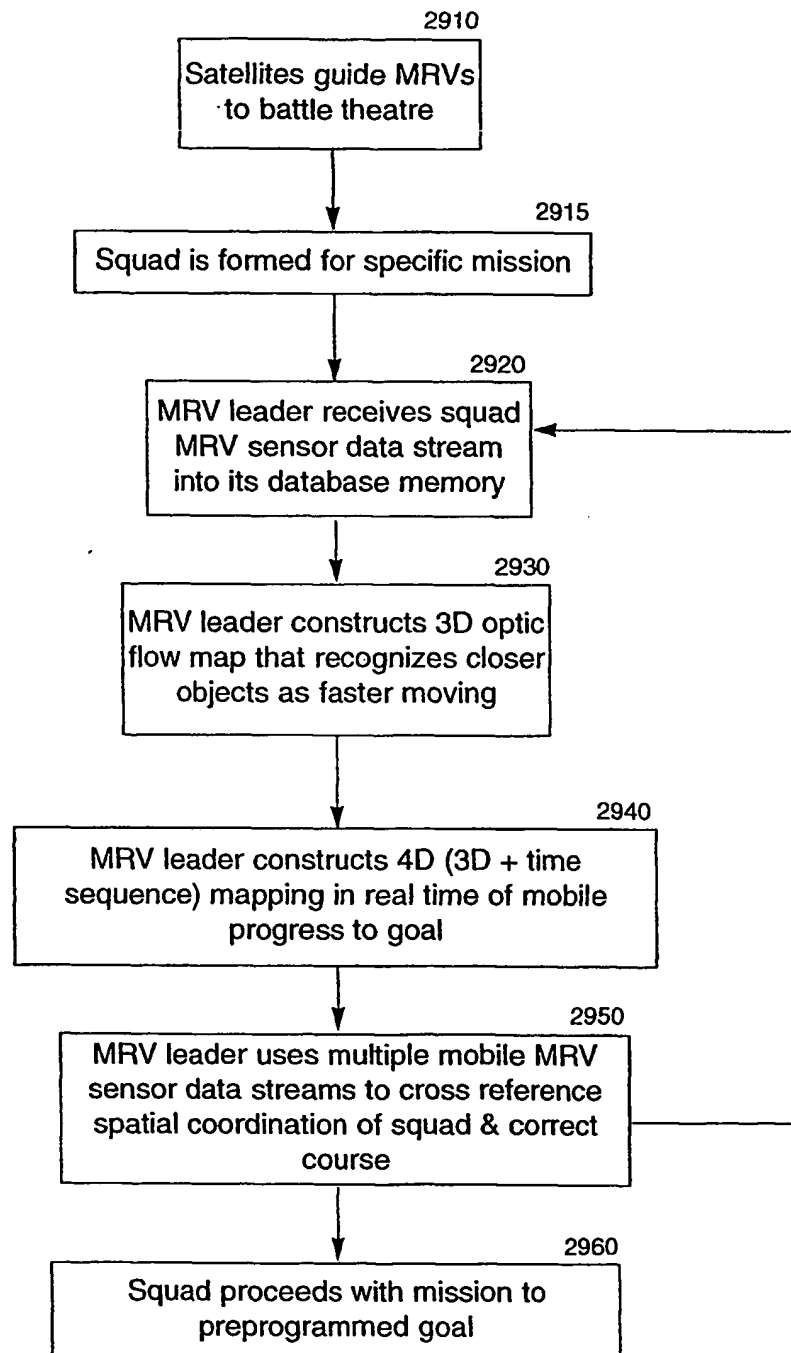 2910
Satellites guide MRVs
to battle theatre
2915
Squad is formed for specific mission
2920
MRV leader receives squad
MRV sensor data stream
into its database memory
2930
MRV leader constructs 3D optic
flow map that recognizes closer
objects as faster moving
2940
MRV leader constructs 4D (3D + time
sequence) mapping in real time of mobile
progress to goal
2950
MRV leader uses multiple mobile MRV
sensor data streams to cross reference
spatial coordination of squad & correct
course
2960
Squad proceeds with mission to
preprogrammed goal